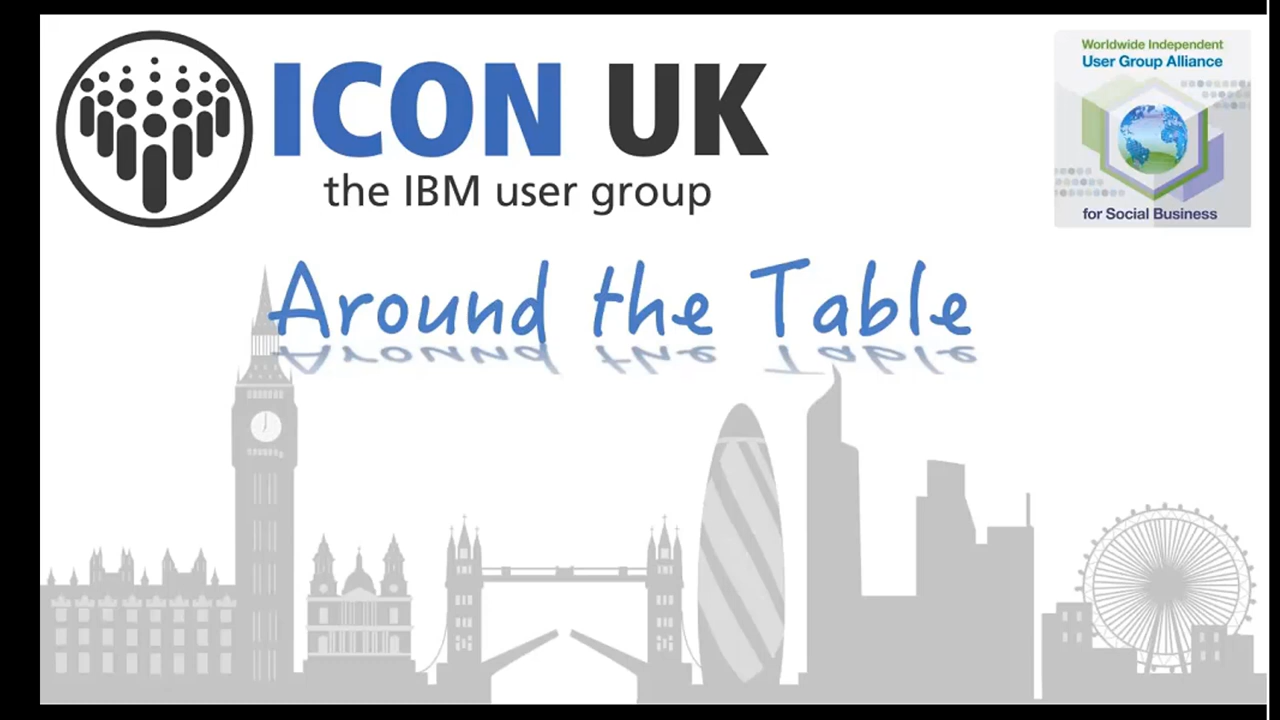 ICON UK
the IBM user group
Worldwide Independent
User Group Alliance
for Social Business
Around the Table